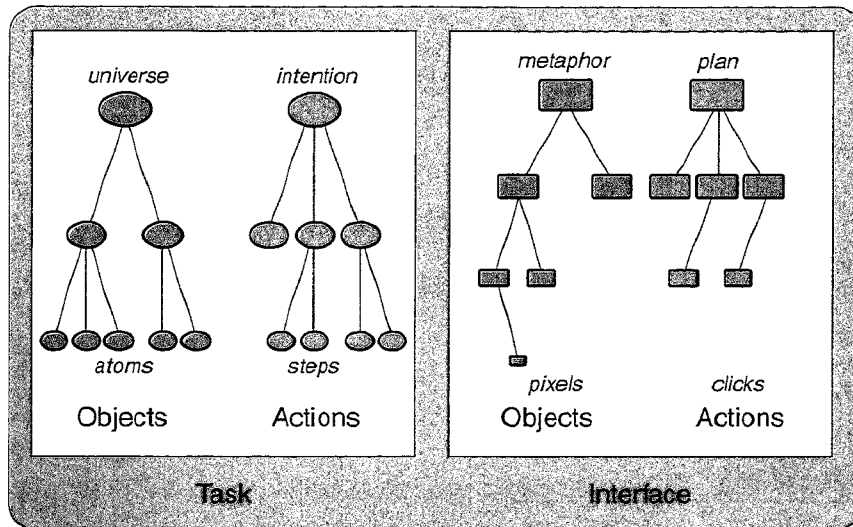 universe
intention
atoms
steps
Objects
Actions
Task
metaphor
plan
pixels
clicks
Objects
Actions
Interface